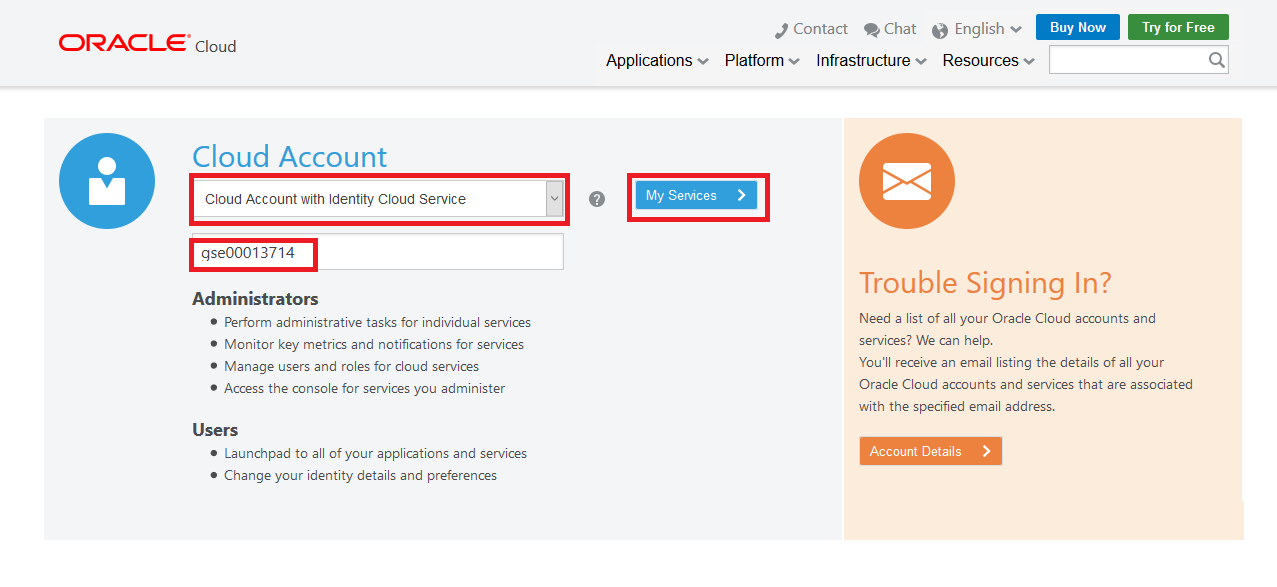 ORACLE® Cloud
Contact Chat English Buy Now Try for Free
Applications Platform Infrastructure Resources
Cloud Account
Cloud Account with Identity Cloud Service ? My Services
gse00013714
Administrators
• Perform administrative tasks for individual services
• Monitor key metrics and notifications for services
• Manage users and roles for cloud services
• Access the console for services you administer
Users
• Launchpad to all of your applications and services
• Change your identity details and preferences
Trouble Signing In?
Need a list of all your Oracle Cloud accounts and
services? We can help.
You'll receive an email listing the details of all your
Oracle Cloud accounts and services that are associated
with the specified email address.
Account Details